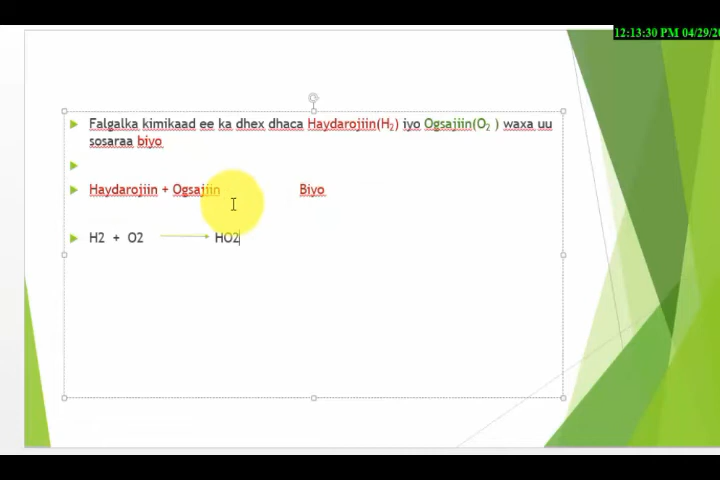 12:13:30 PM 04/29/20
Falgalka kimikaad ee ka dhex dhaca Haydarojiin(H₂) iyo Ogsajiin(O₂ ) waxa uu
sosaraa biyo
Haydarojiin + Ogsajiin Biyo
H2 + O2 → HO2